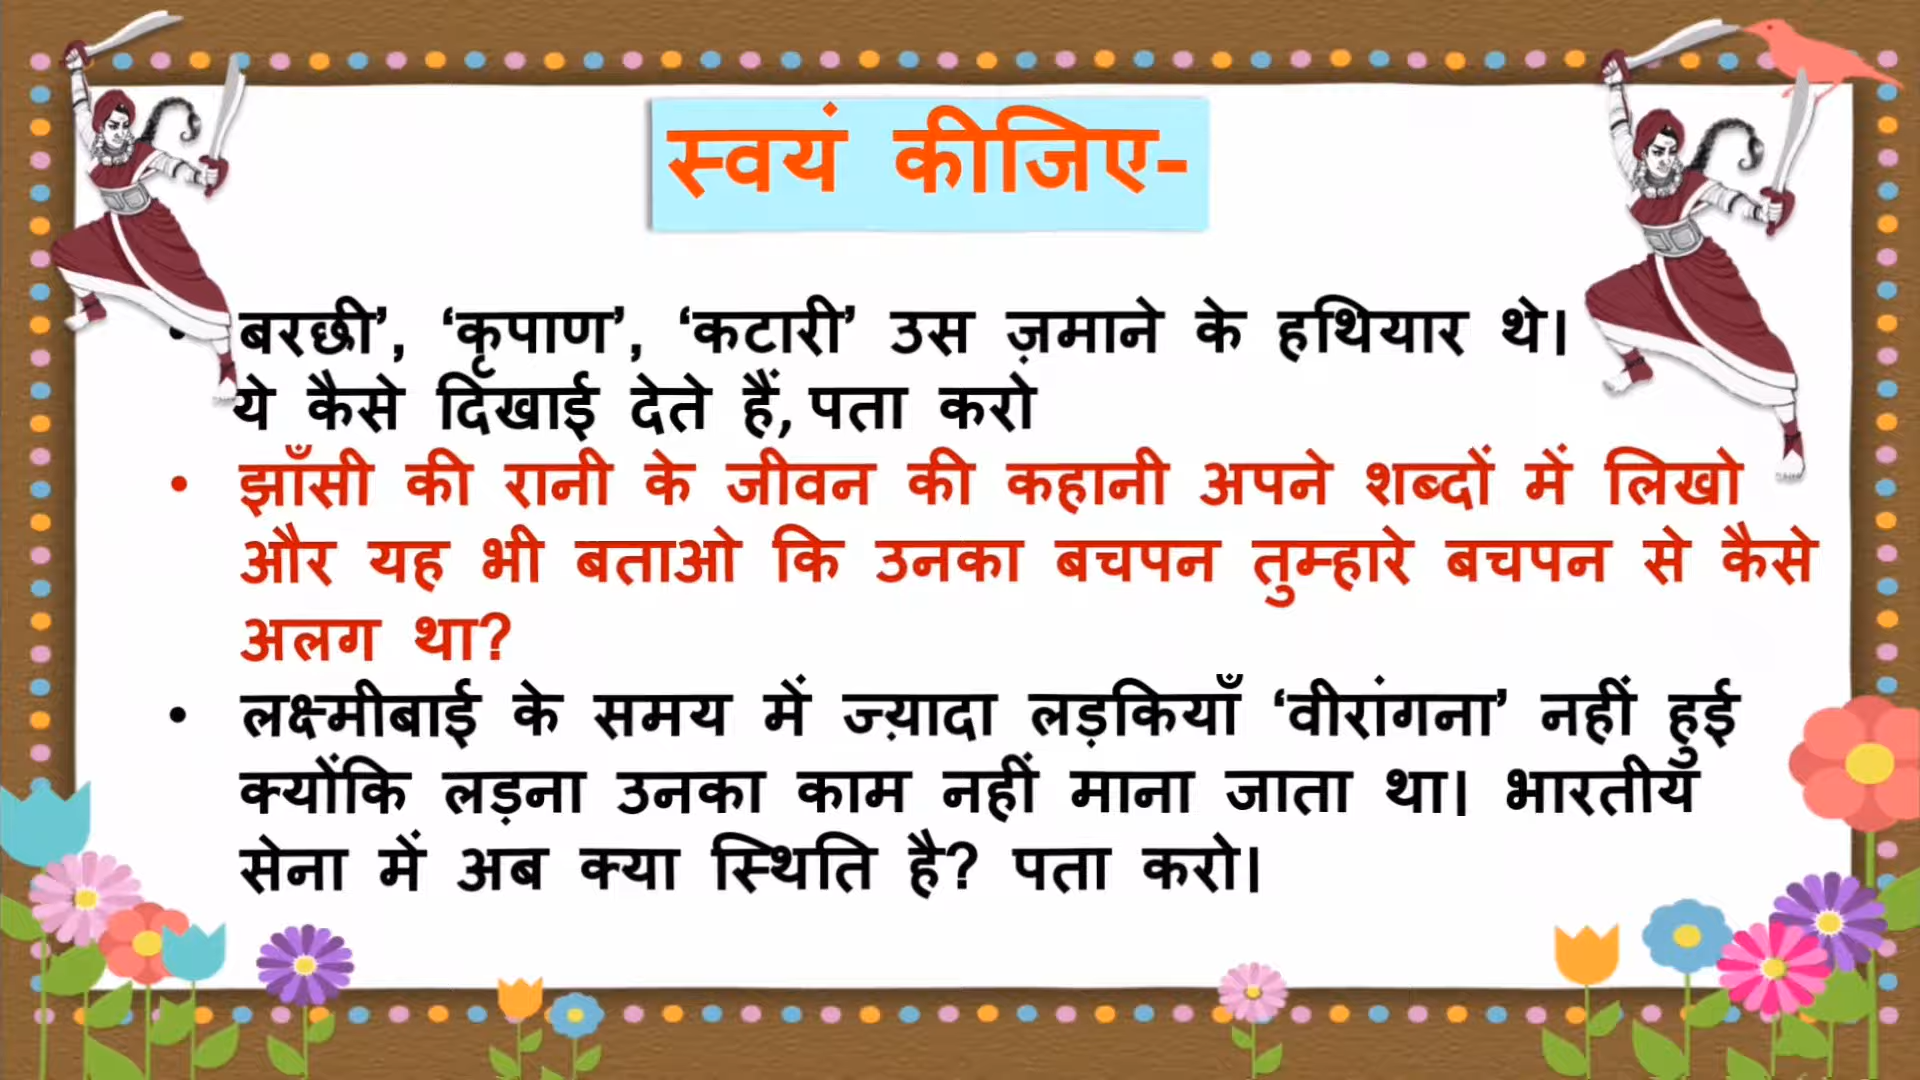 स्वयं कीजिए-
• बरछी’, ‘कृपाण’, ‘कटारी’ उस ज़माने के हथियार थे।
ये कैसे दिखाई देते हैं, पता करो
• झाँसी की रानी के जीवन की कहानी अपने शब्दों में लिखो
और यह भी बताओ कि उनका बचपन तुम्हारे बचपन से कैसे
अलग था?
• लक्ष्मीबाई के समय में ज्य़ादा लड़कियाँ ‘वीरांगना’ नहीं हुई
क्योंकि लड़ना उनका काम नहीं माना जाता था। भारतीय
सेना में अब क्या स्थिति है? पता करो।